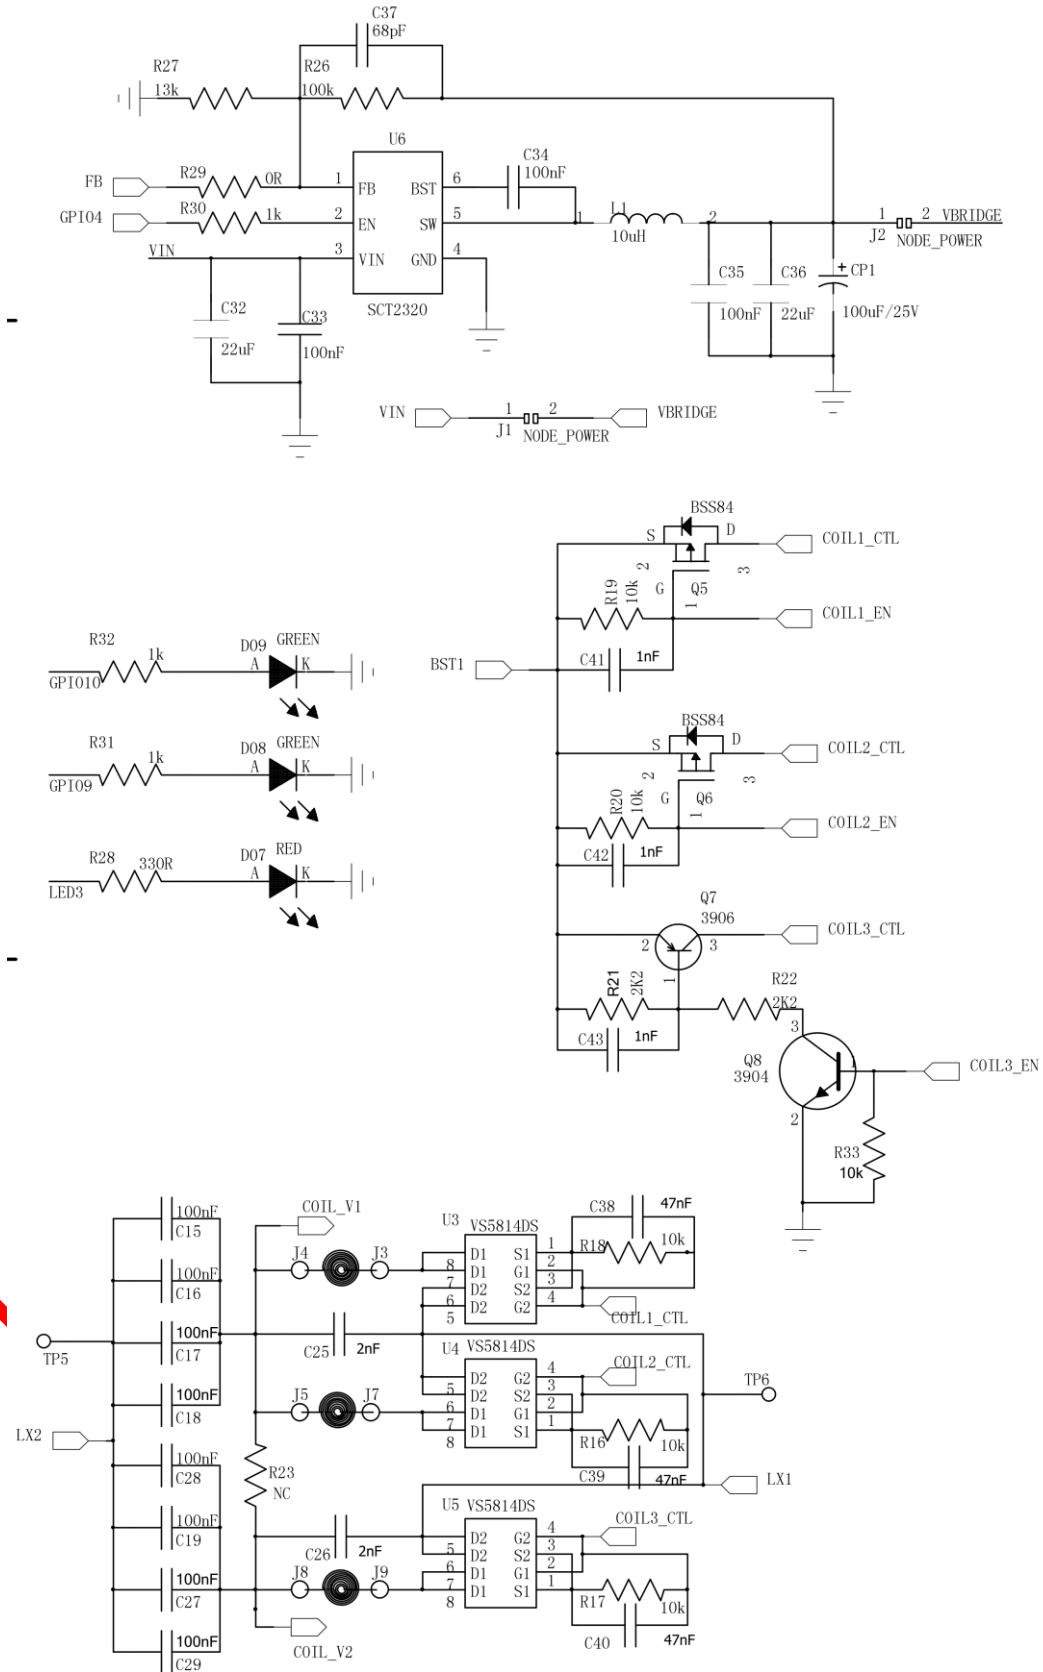 C37
68pF
R27
13k
R26
100k
U6
C34
100nF
FB
R29
0R
1
FB
BST
6
GPIO4
R30
1k
2
EN
SW
5
1
L1
2
10uH
1
2
VBRIDGE
J2
NODE_POWER
VIN
3
VIN
GND
4
SCT2320
C32
22uF
C33
100nF
C35
100nF
C36
22uF
+
CP1
100uF/25V
VIN
1
2
VBRIDGE
J1
NODE_POWER
BSS84
S
D
COIL1_CTL
2
3
R19
10k
G
Q5
1
COIL1_EN
BST1
C41
1nF
R32
1k
D09
GREEN
A
K
GPIO10
R31
1k
D08
GREEN
A
K
GPIO9
R28
330R
D07
RED
A
K
LED3
BSS84
S
D
COIL2_CTL
2
3
R20
10k
G
Q6
1
COIL2_EN
C42
1nF
Q7
3906
2
3
COIL3_CTL
1
R21
2K2
R22
2K2
C43
1nF
3
Q8
3904
1
COIL3_EN
2
R33
10k
100nF
C15
100nF
C16
100nF
C17
100nF
C18
100nF
C28
100nF
C19
100nF
C27
100nF
C29
TP5
LX2
COIL_V1
J4
J3
C25
2nF
J5
J7
R23
NC
C26
2nF
J8
J9
COIL_V2
U3
VS5814DS
D1
S1
1
8
D1
G1
2
7
D2
S2
3
6
D2
G2
4
5
C38
47nF
R18
10k
COIL1_CTL
U4
VS5814DS
D2
G2
4
5
D2
S2
3
6
D1
G1
2
7
D1
S1
1
8
COIL2_CTL
R16
10k
C39
47nF
TP6
LX1
U5
VS5814DS
D2
G2
4
5
D2
S2
3
6
D1
G1
2
7
D1
S1
1
8
COIL3_CTL
R17
10k
C40
47nF